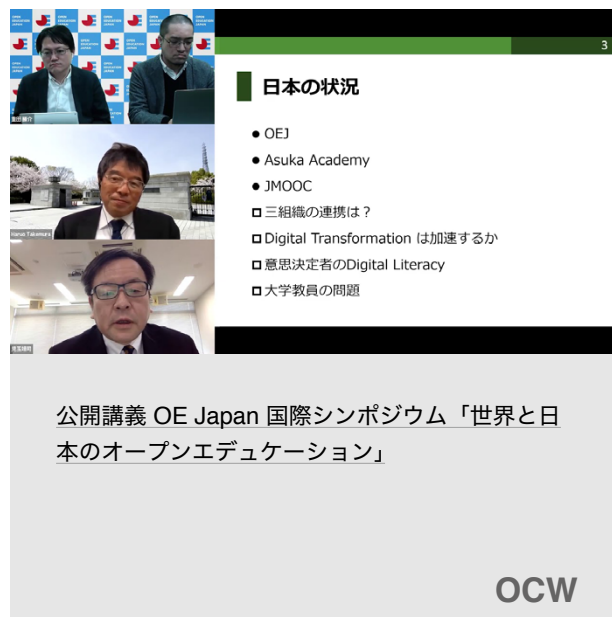 3
日本の状況
● OEJ
● Asuka Academy
● JMOOC
三組織の連携は？
Digital Transformation は加速するか
意思決定者のDigital Literacy
大学教員の問題
Haruo Takemura
公開講義 OE Japan 国際シンポジウム「世界と日
本のオープンエデュケーション」
OCW